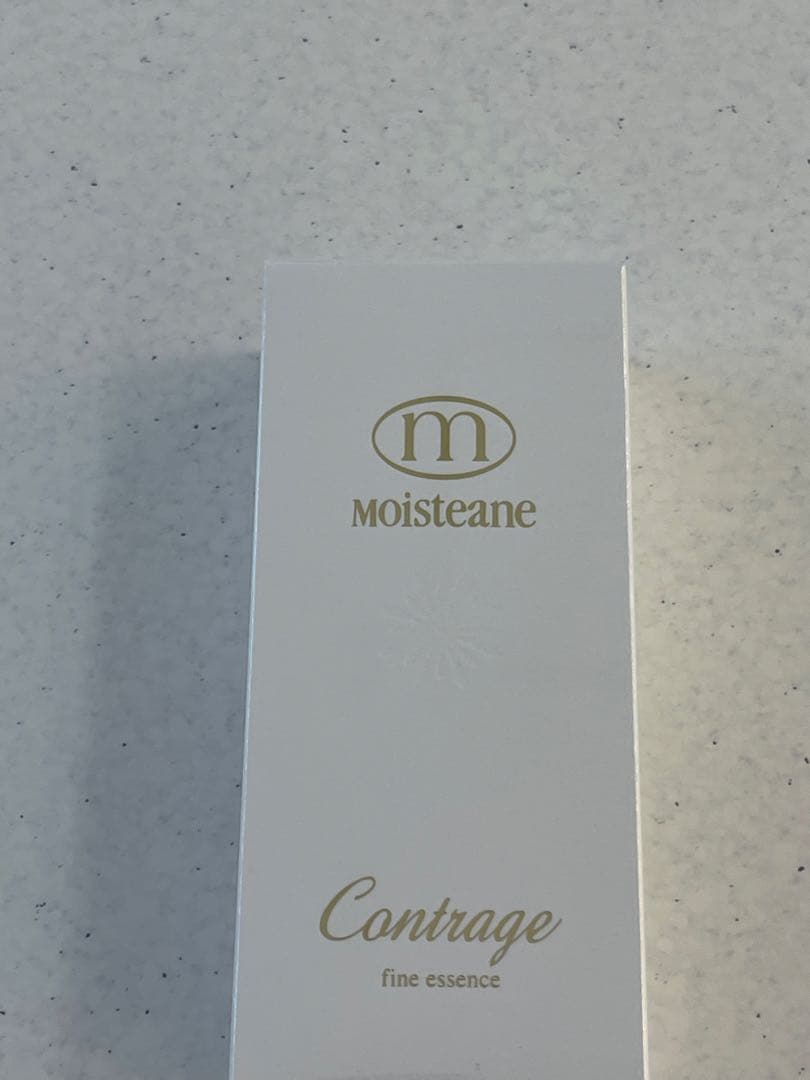 m
Moisteane
Contrage
fine essence